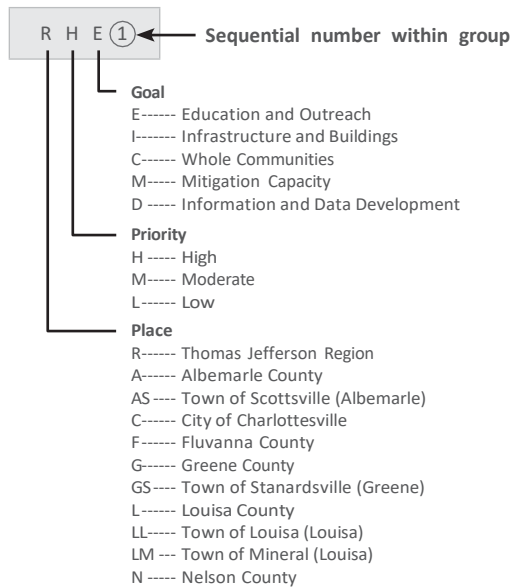 R H E 1 Sequential number within group
Goal
E------ Education and Outreach
I------- Infrastructure and Buildings
C------ Whole Communities
M----- Mitigation Capacity
D ----- Information and Data Development
Priority
H ----- High
M----- Moderate
L------ Low
Place
R------ Thomas Jefferson Region
A------ Albemarle County
AS ---- Town of Scottsville (Albemarle)
C------ City of Charlottesville
F------ Fluvanna County
G------ Greene County
GS---- Town of Stanardsville (Greene)
L------ Louisa County
LL----- Town of Louisa (Louisa)
LM --- Town of Mineral (Louisa)
N ----- Nelson County